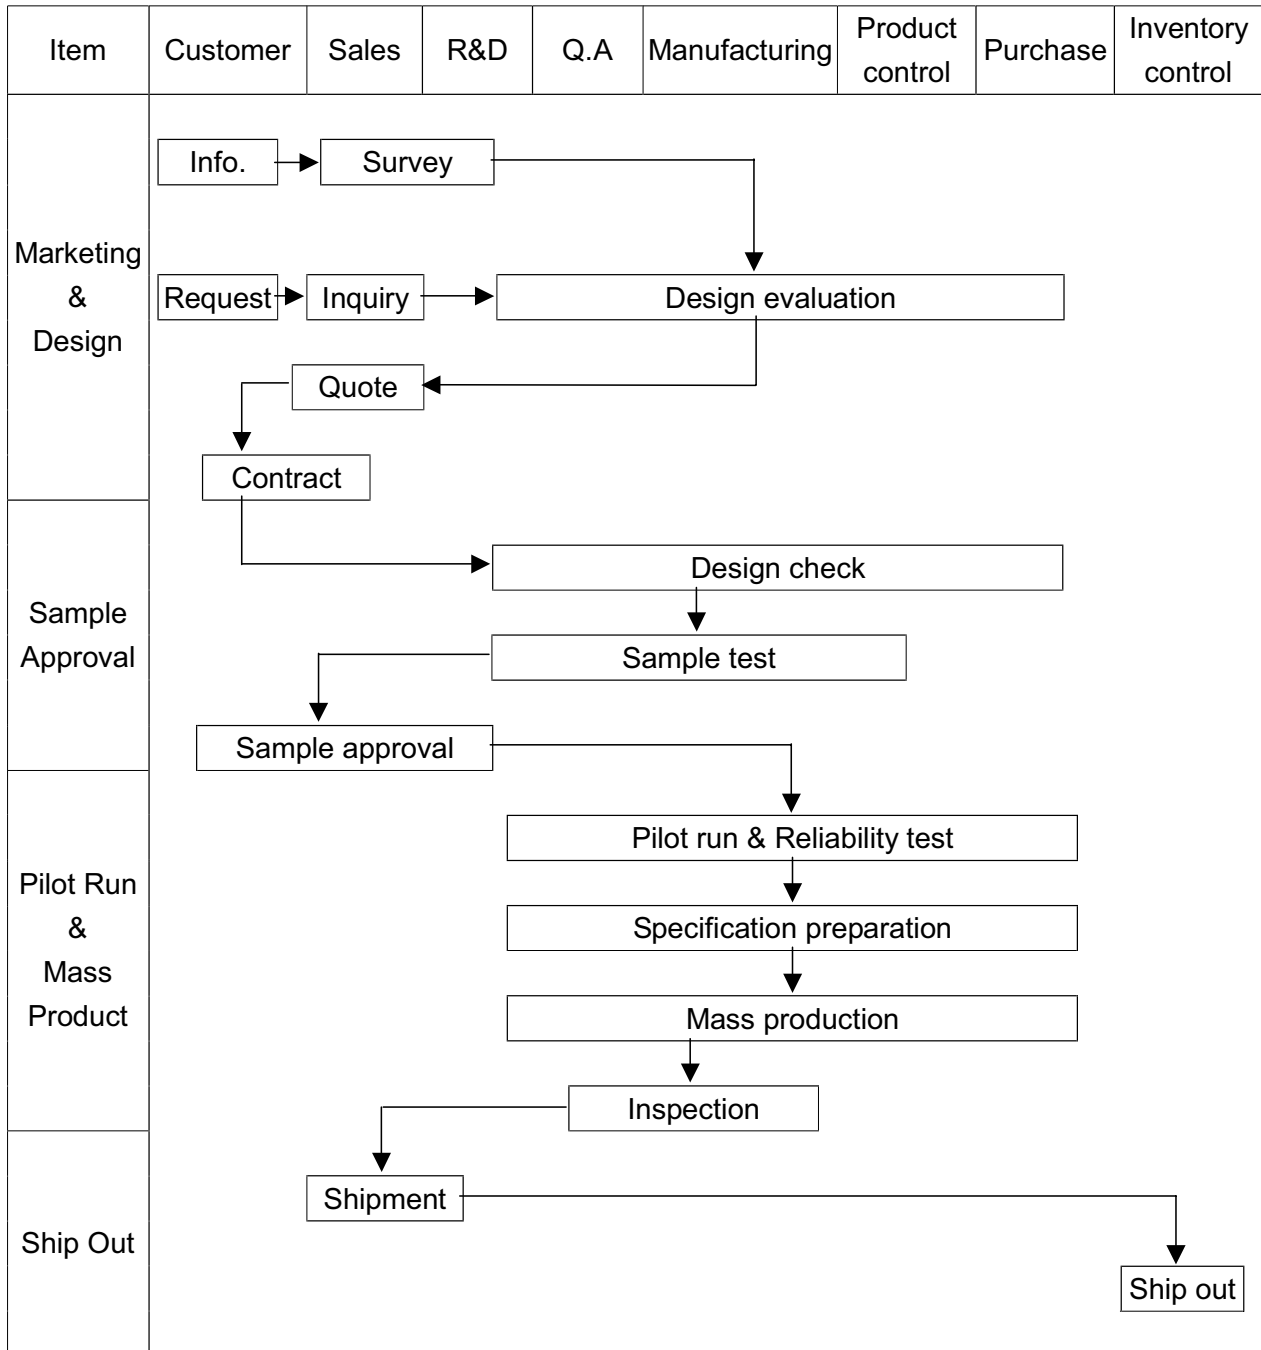 Item
Customer
Sales
R&D
Q.A
Manufacturing
Product
control
Purchase
Inventory
control
Marketing
&
Design
Info.
Survey
Request
Inquiry
Design evaluation
Quote
Contract
Sample
Approval
Design check
Sample test
Sample approval
Pilot Run
&
Mass
Product
Pilot run & Reliability test
Specification preparation
Mass production
Inspection
Ship Out
Shipment
Ship out